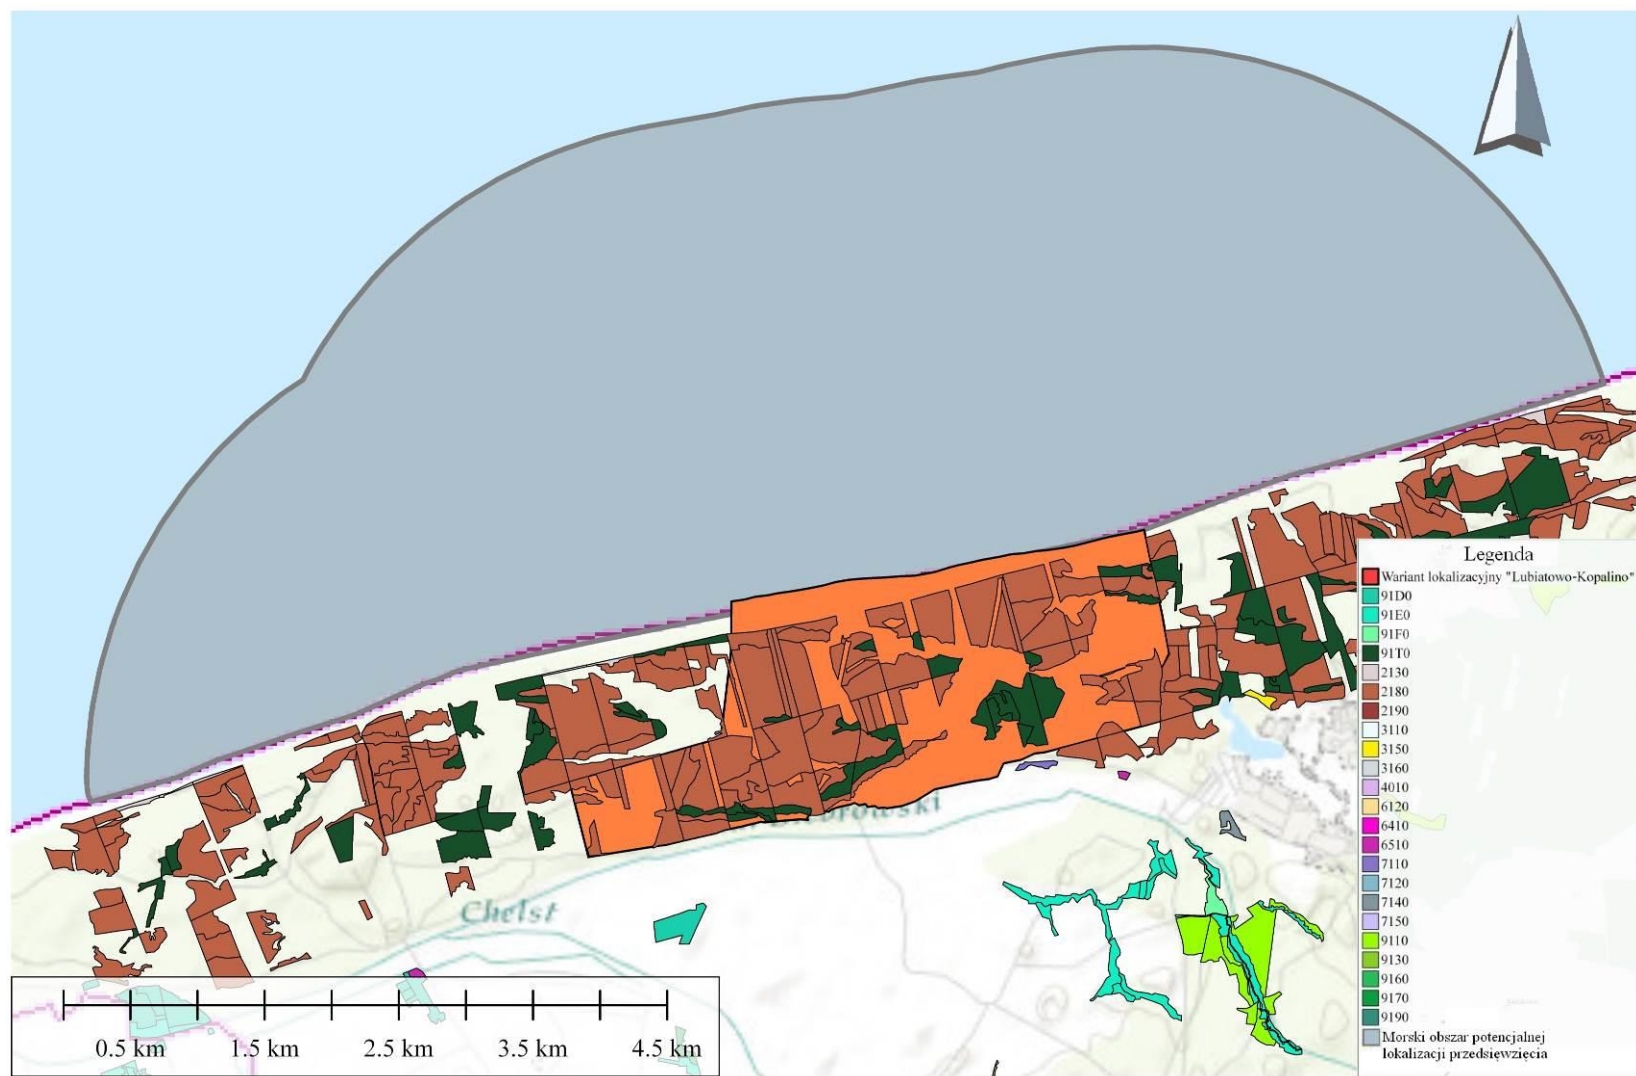 Legenda
Wariant lokalizacyjny "Lubiatowo-Kopalino"
91D0
91E0
91F0
91T0
2130
2180
2190
3110
3150
3160
4010
6120
6410
6510
7110
7120
7140
7150
9110
9130
9160
9170
9190
Morski obszar potencjalnej
lokalizacji przedsięwzięcia
Chelst
0.5 km 1.5 km 2.5 km 3.5 km 4.5 km